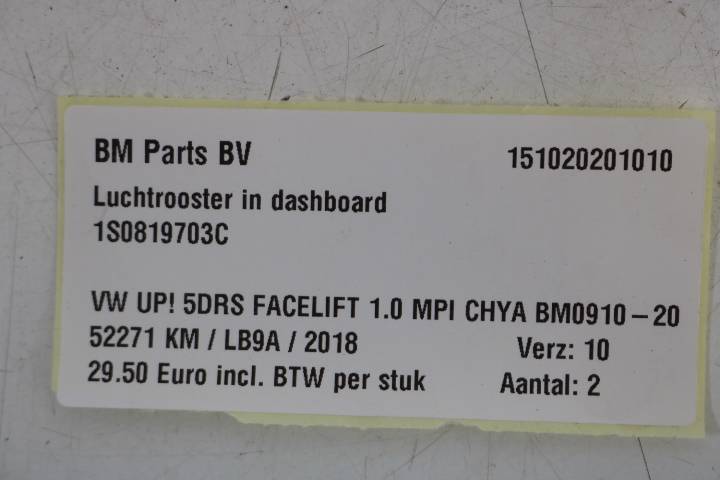 BM Parts BV 151020201010
Luchtrooster in dashboard
1S0819703C
VW UP! 5DRS FACELIFT 1.0 MPI CHYA BM0910-20
52271 KM / LB9A / 2018 Verz: 10
29.50 Euro incl. BTW per stuk Aantal: 2